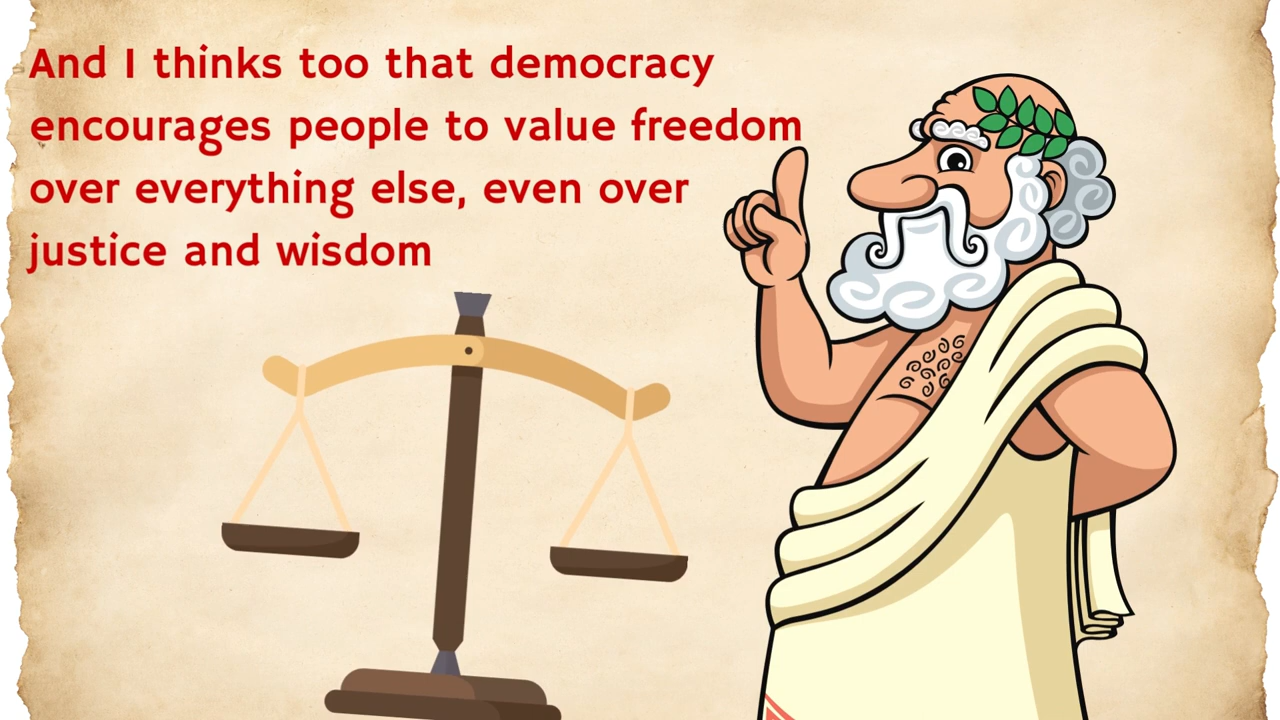 And I thinks too that democracy
encourages people to value freedom
over everything else, even over
justice and wisdom